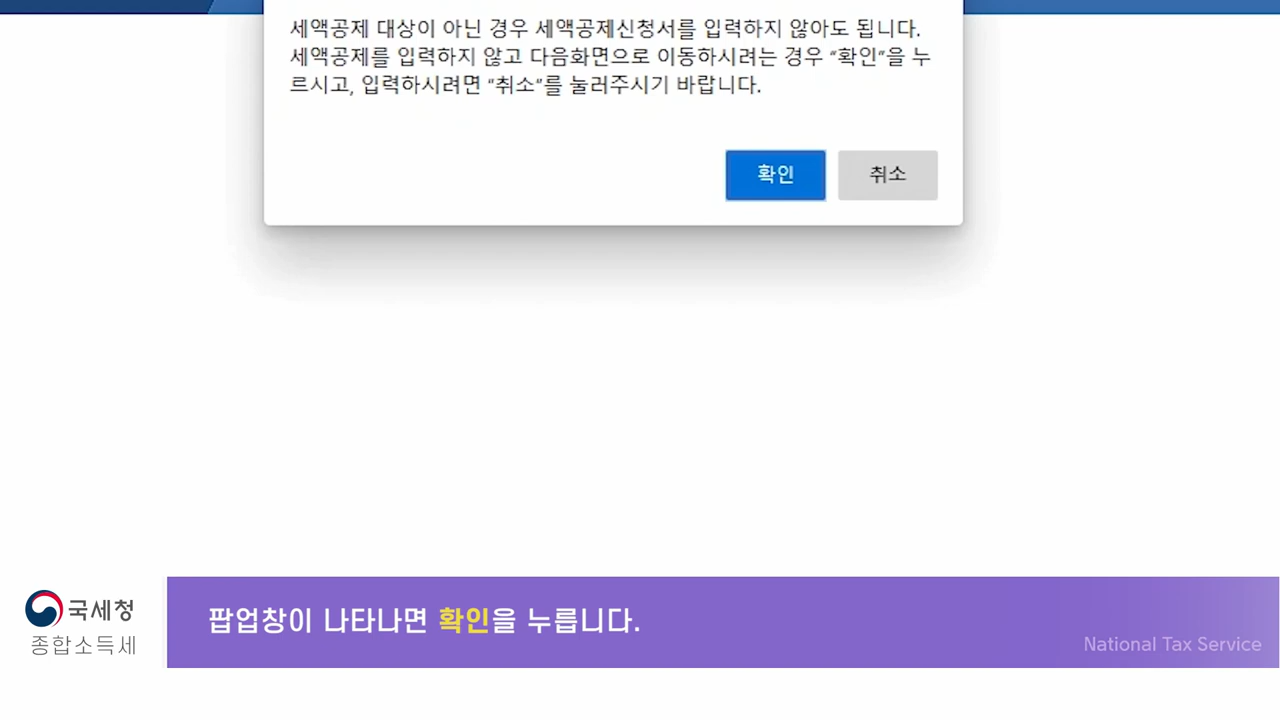 세액공제 대상이 아닌 경우 세액공제신청서를 입력하지 않아도 됩니다.
세액공제를 입력하지 않고 다음화면으로 이동하시려는 경우 "확인"을 누
르시고, 입력하시려면 "취소"를 눌러주시기 바랍니다.
확인
취소
국세청
종합소득세
팝업창이 나타나면 확인을 누릅니다.
National Tax Service